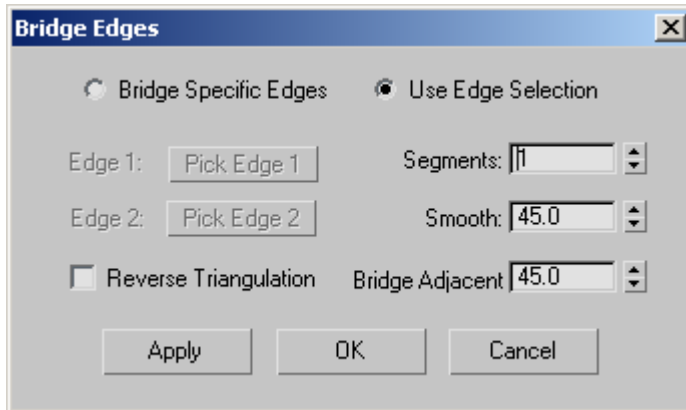 Bridge Edges
Bridge Specific Edges Use Edge Selection
Edge 1: Pick Edge 1 Segments: 1
Edge 2: Pick Edge 2 Smooth: 45.0
Reverse Triangulation Bridge Adjacent 45.0
Apply OK Cancel